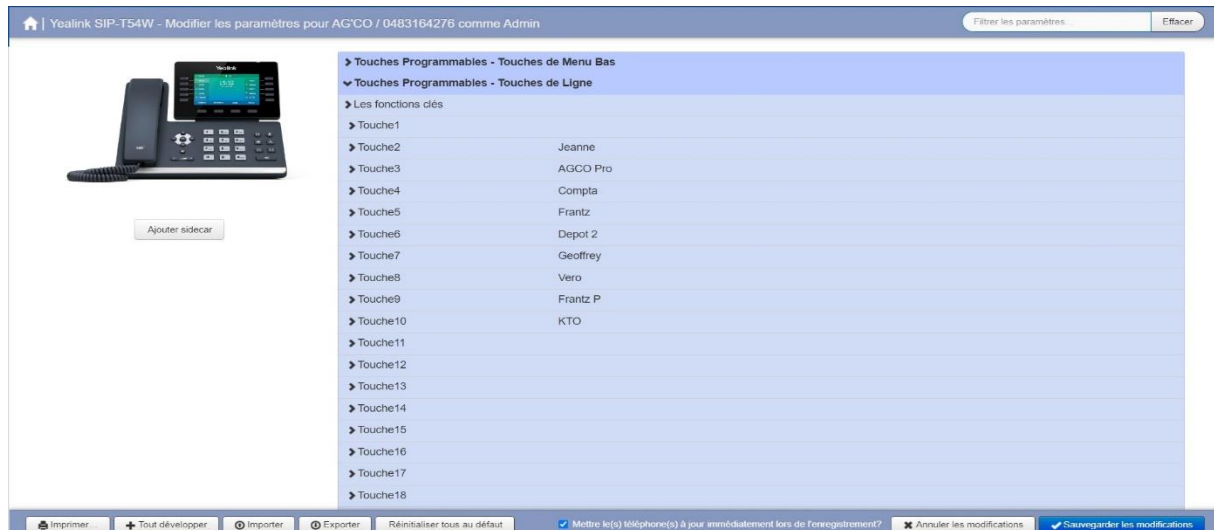 Yealink SIP-T54W - Modifier les paramètres pour AG'CO / 0483164276 comme Admin
Filtrer les paramètres...
Effacer
Yealink
Touches Programmables - Touches de Menu Bas
Touches Programmables - Touches de Ligne
Les fonctions clés
Touche1
Touche2 Jeanne
Touche3 AGCO Pro
Touche4 Compta
Touche5 Frantz
Touche6 Depot 2
Touche7 Geoffrey
Touche8 Vero
Touche9 Frantz P
Touche10 KTO
Touche11
Touche12
Touche13
Touche14
Touche15
Touche16
Touche17
Touche18
Ajouter sidecar
Imprimer... Tout développer Importer Exporter Réinitialiser tous au défaut Mettre le(s) téléphone(s) à jour immédiatement lors de l'enregistrement? Annuler les modifications Sauvegarder les modifications